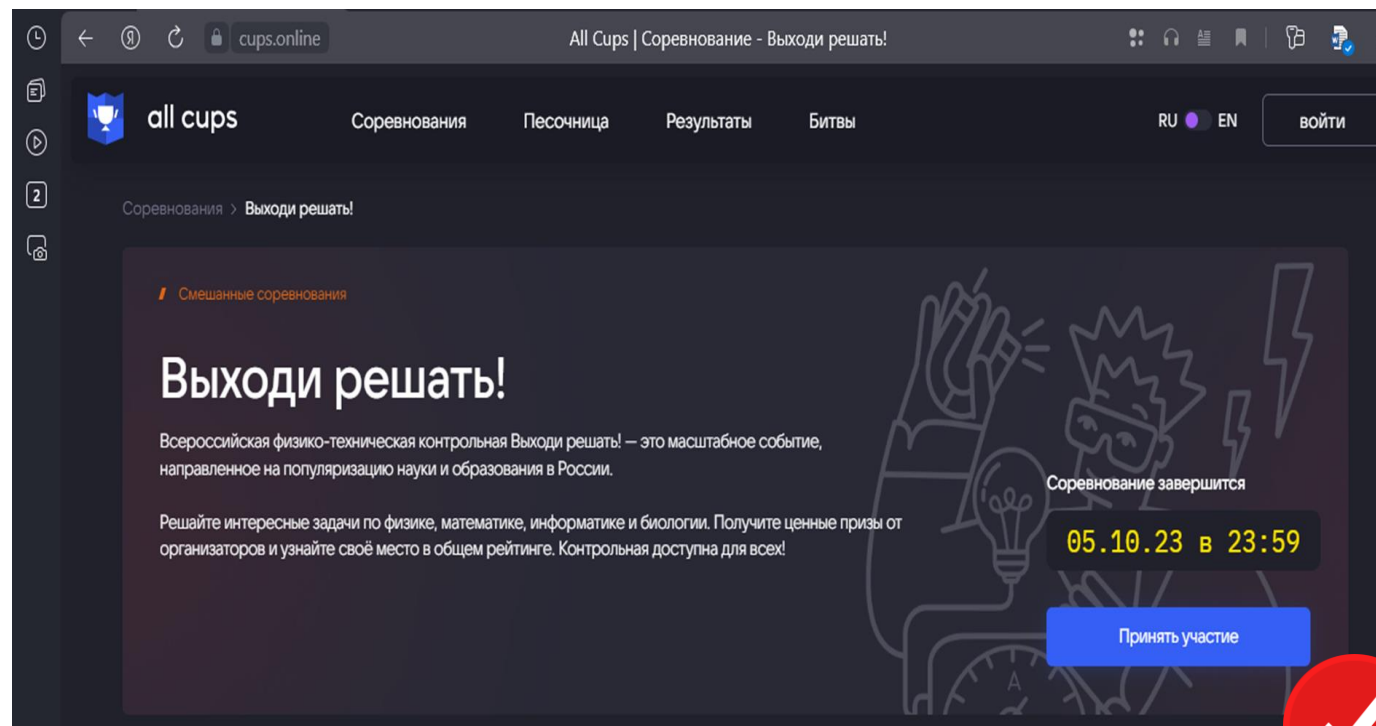 cups.online
All Cups | Соревнование - Выходи решать!
all cups
Соревнования
Песочница
Результаты
Битвы
RU
EN
войти
2
Соревнования > Выходи решать!
Смешанные соревнования
Выходи решать!
Всероссийская физико-техническая контрольная Выходи решать! — это масштабное событие,
направленное на популяризацию науки и образования в России.
Решайте интересные задачи по физике, математике, информатике и биологии. Получите ценные призы от
организаторов и узнайте своё место в общем рейтинге. Контрольная доступна для всех!
Соревнование завершится
05.10.23 в 23:59
Принять участие
A